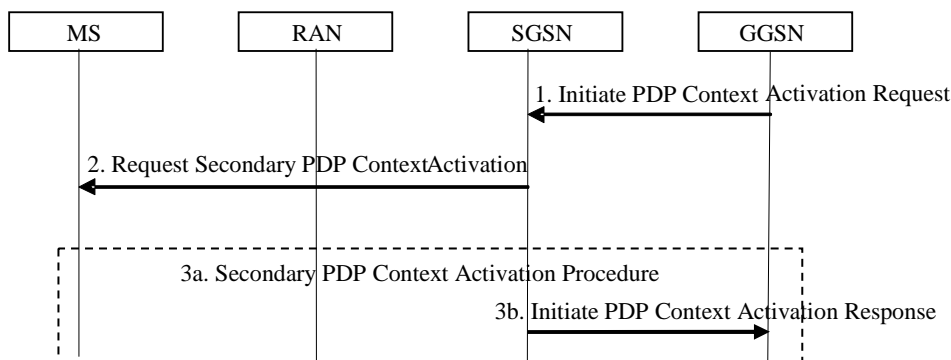 MS
RAN
SGSN
GGSN
1. Initiate PDP Context Activation Request
2. Request Secondary PDP ContextActivation
3a. Secondary PDP Context Activation Procedure
3b. Initiate PDP Context Activation Response